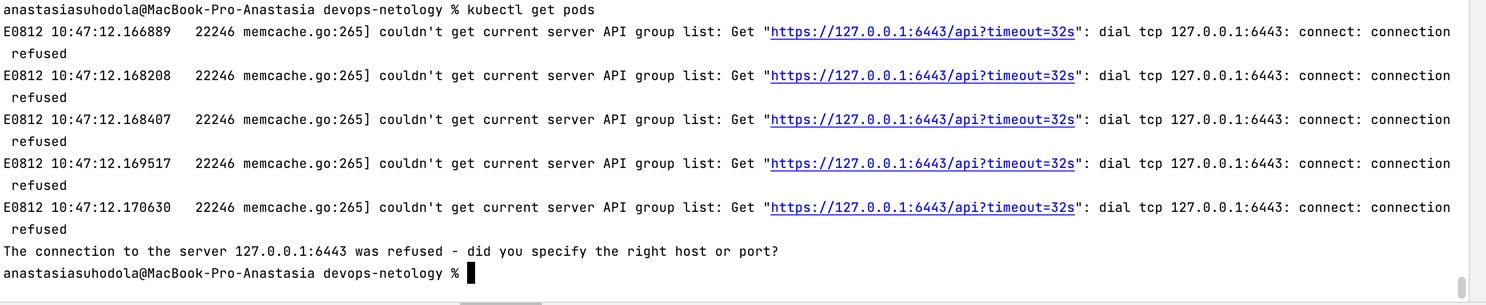 anastasiasuhodola@MacBook-Pro-Anastasia devops-netology % kubectl get pods
E0812 10:47:12.166889   22246 memcache.go:265] couldn't get current server API group list: Get "https://127.0.0.1:6443/api?timeout=32s": dial tcp 127.0.0.1:6443: connect: connection
 refused
E0812 10:47:12.168208   22246 memcache.go:265] couldn't get current server API group list: Get "https://127.0.0.1:6443/api?timeout=32s": dial tcp 127.0.0.1:6443: connect: connection
 refused
E0812 10:47:12.168407   22246 memcache.go:265] couldn't get current server API group list: Get "https://127.0.0.1:6443/api?timeout=32s": dial tcp 127.0.0.1:6443: connect: connection
 refused
E0812 10:47:12.169517   22246 memcache.go:265] couldn't get current server API group list: Get "https://127.0.0.1:6443/api?timeout=32s": dial tcp 127.0.0.1:6443: connect: connection
 refused
E0812 10:47:12.170630   22246 memcache.go:265] couldn't get current server API group list: Get "https://127.0.0.1:6443/api?timeout=32s": dial tcp 127.0.0.1:6443: connect: connection
 refused
The connection to the server 127.0.0.1:6443 was refused - did you specify the right host or port?
anastasiasuhodola@MacBook-Pro-Anastasia devops-netology %